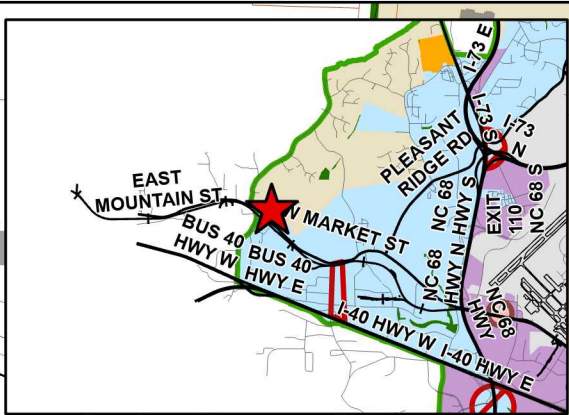 I-73 E
I-73 S
I-73
N
PLEASANT
RIDGE RD
EAST
MOUNTAIN ST
W MARKET ST
BUS 40
HWY W
BUS 40
HWY E
NC 68
HWY N
NC 68
HWY S
EXIT
110
NC 68 S
NC 68
HWY
I-40 HWY W
I-40 HWY E